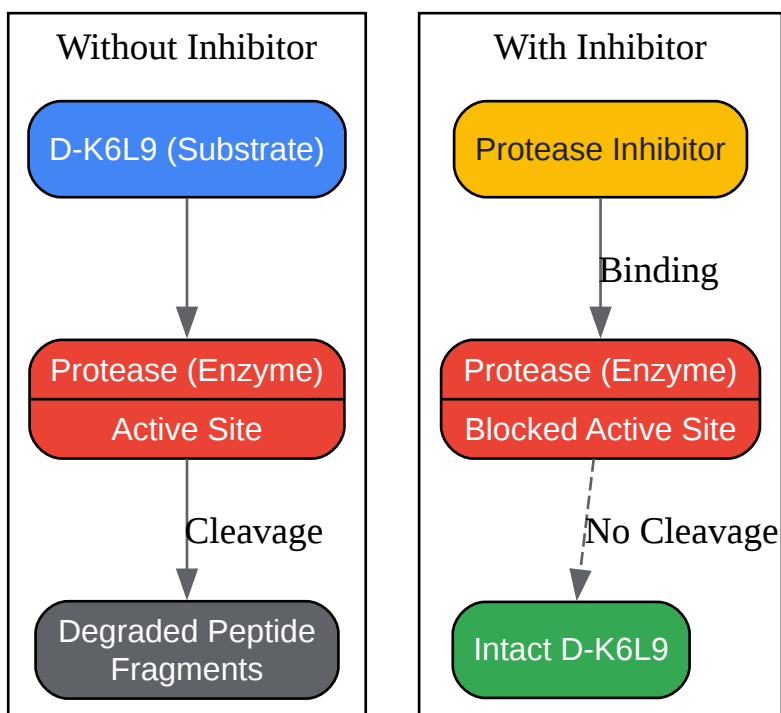 Without Inhibitor
D-K6L9 (Substrate)
Protease (Enzyme)
Active Site
Cleavage
Degraded Peptide
Fragments
With Inhibitor
Protease Inhibitor
Binding
Protease (Enzyme)
Blocked Active Site
No Cleavage
Intact D-K6L9